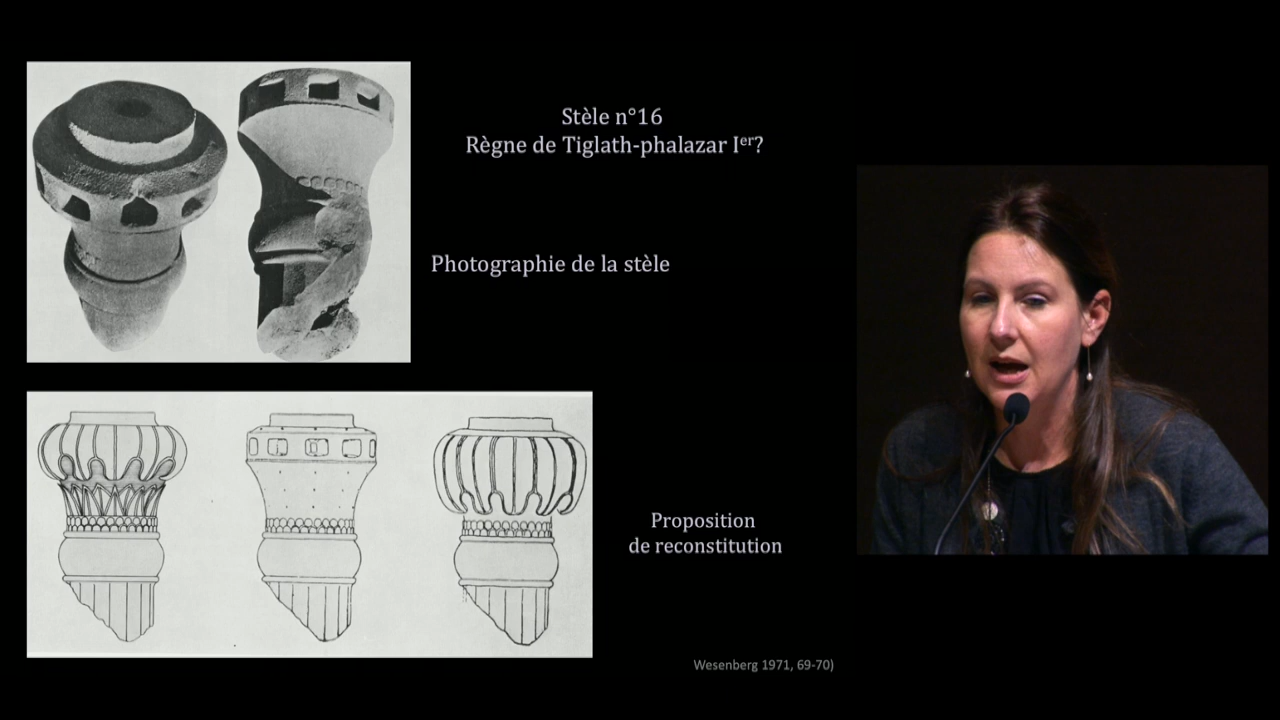 Stèle n°16
Règne de Tiglath-phalazar Iᵉʳ?
Photographie de la stèle
Proposition
de reconstitution
Wesenberg 1971, 69-70)